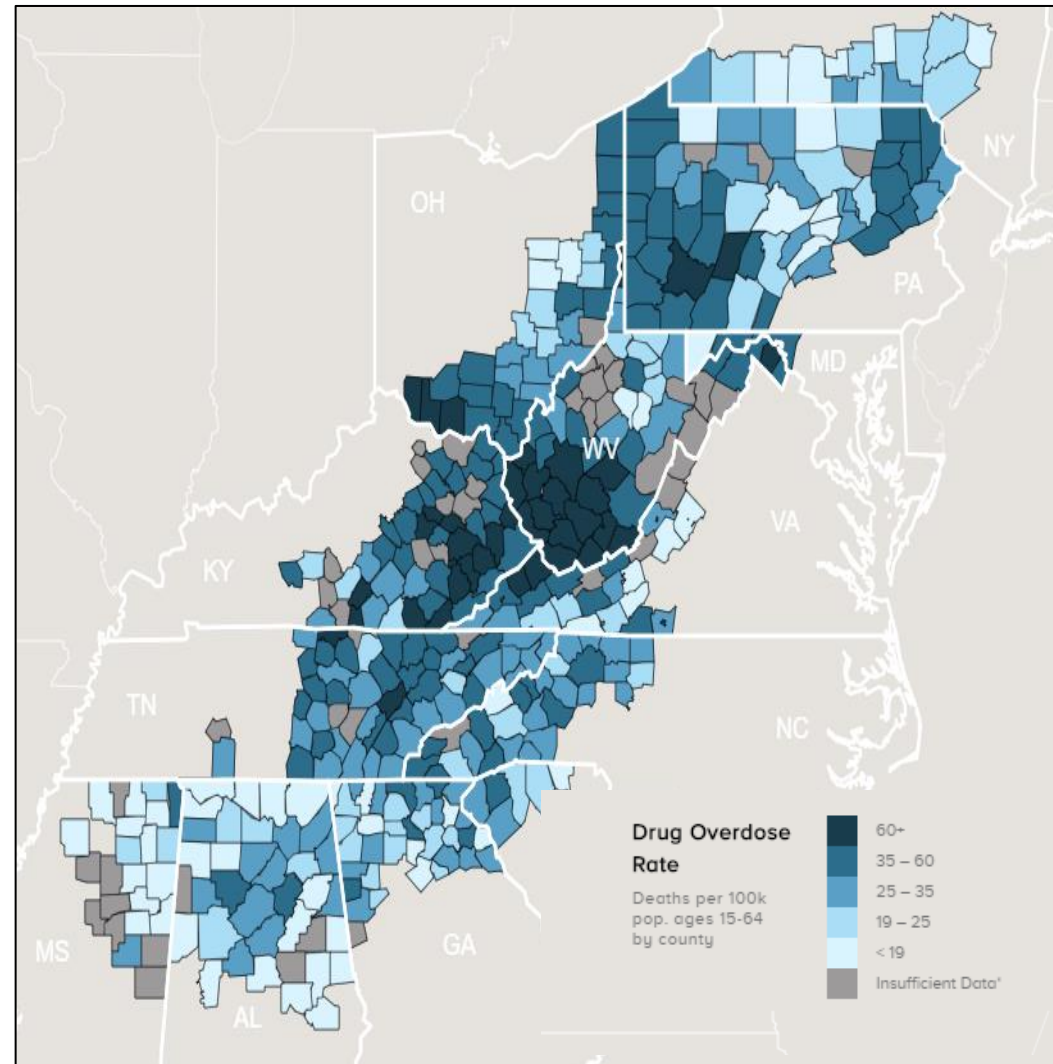 NY
OH
PA
MD
WV
VA
KY
TN
NC
MS
AL
GA
Drug Overdose
Rate
Deaths per 100k
pop. ages 15-64
by county
60+
35 – 60
25 – 35
19 – 25
< 19
Insufficient Data*